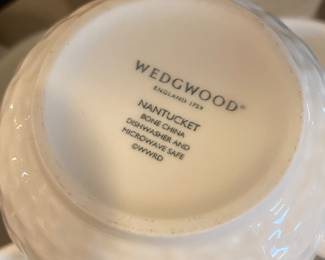 WEDGWOOD®
ENGLAND 1759
NANTUCKET
BONE CHINA
DISHWASHER AND
MICROWAVE SAFE
©WWRD